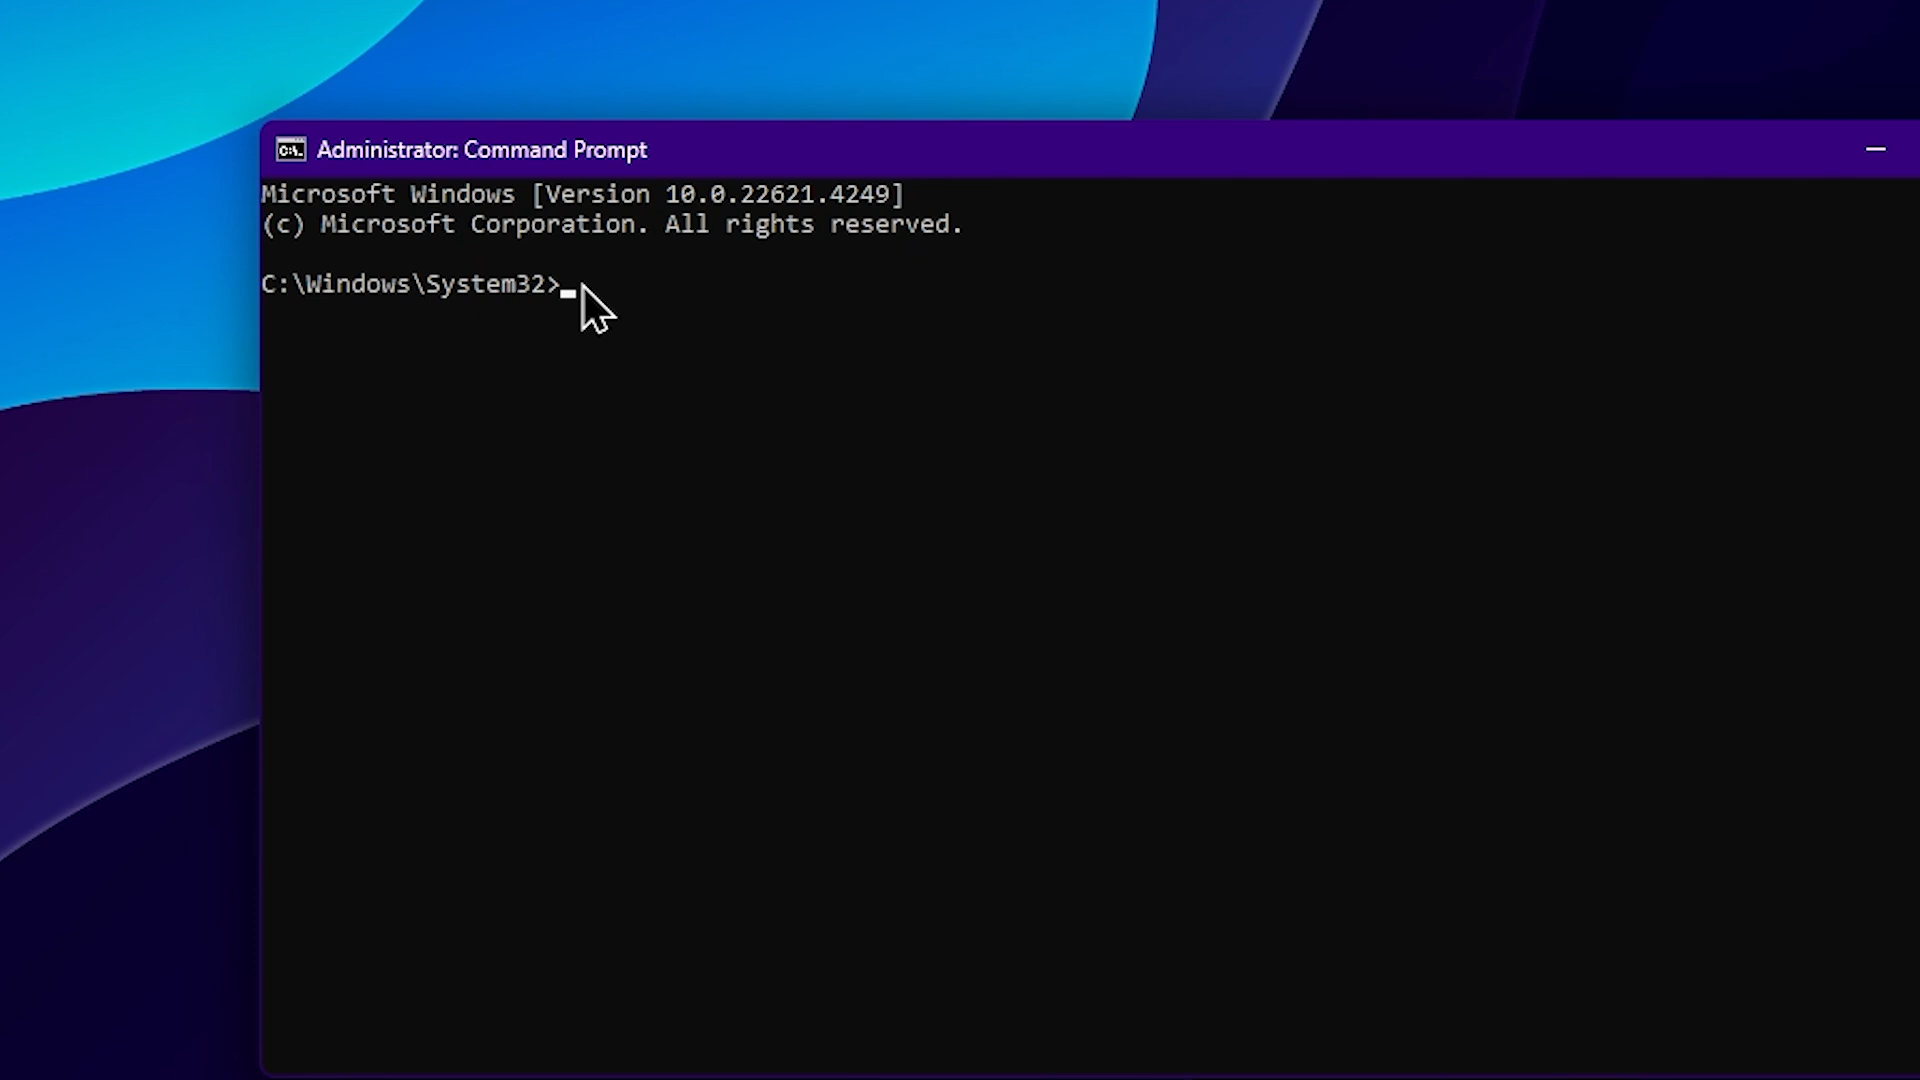 Administrator: Command Prompt
Microsoft Windows [Version 10.0.22621.4249]
(c) Microsoft Corporation. All rights reserved.
C:\Windows\System32>